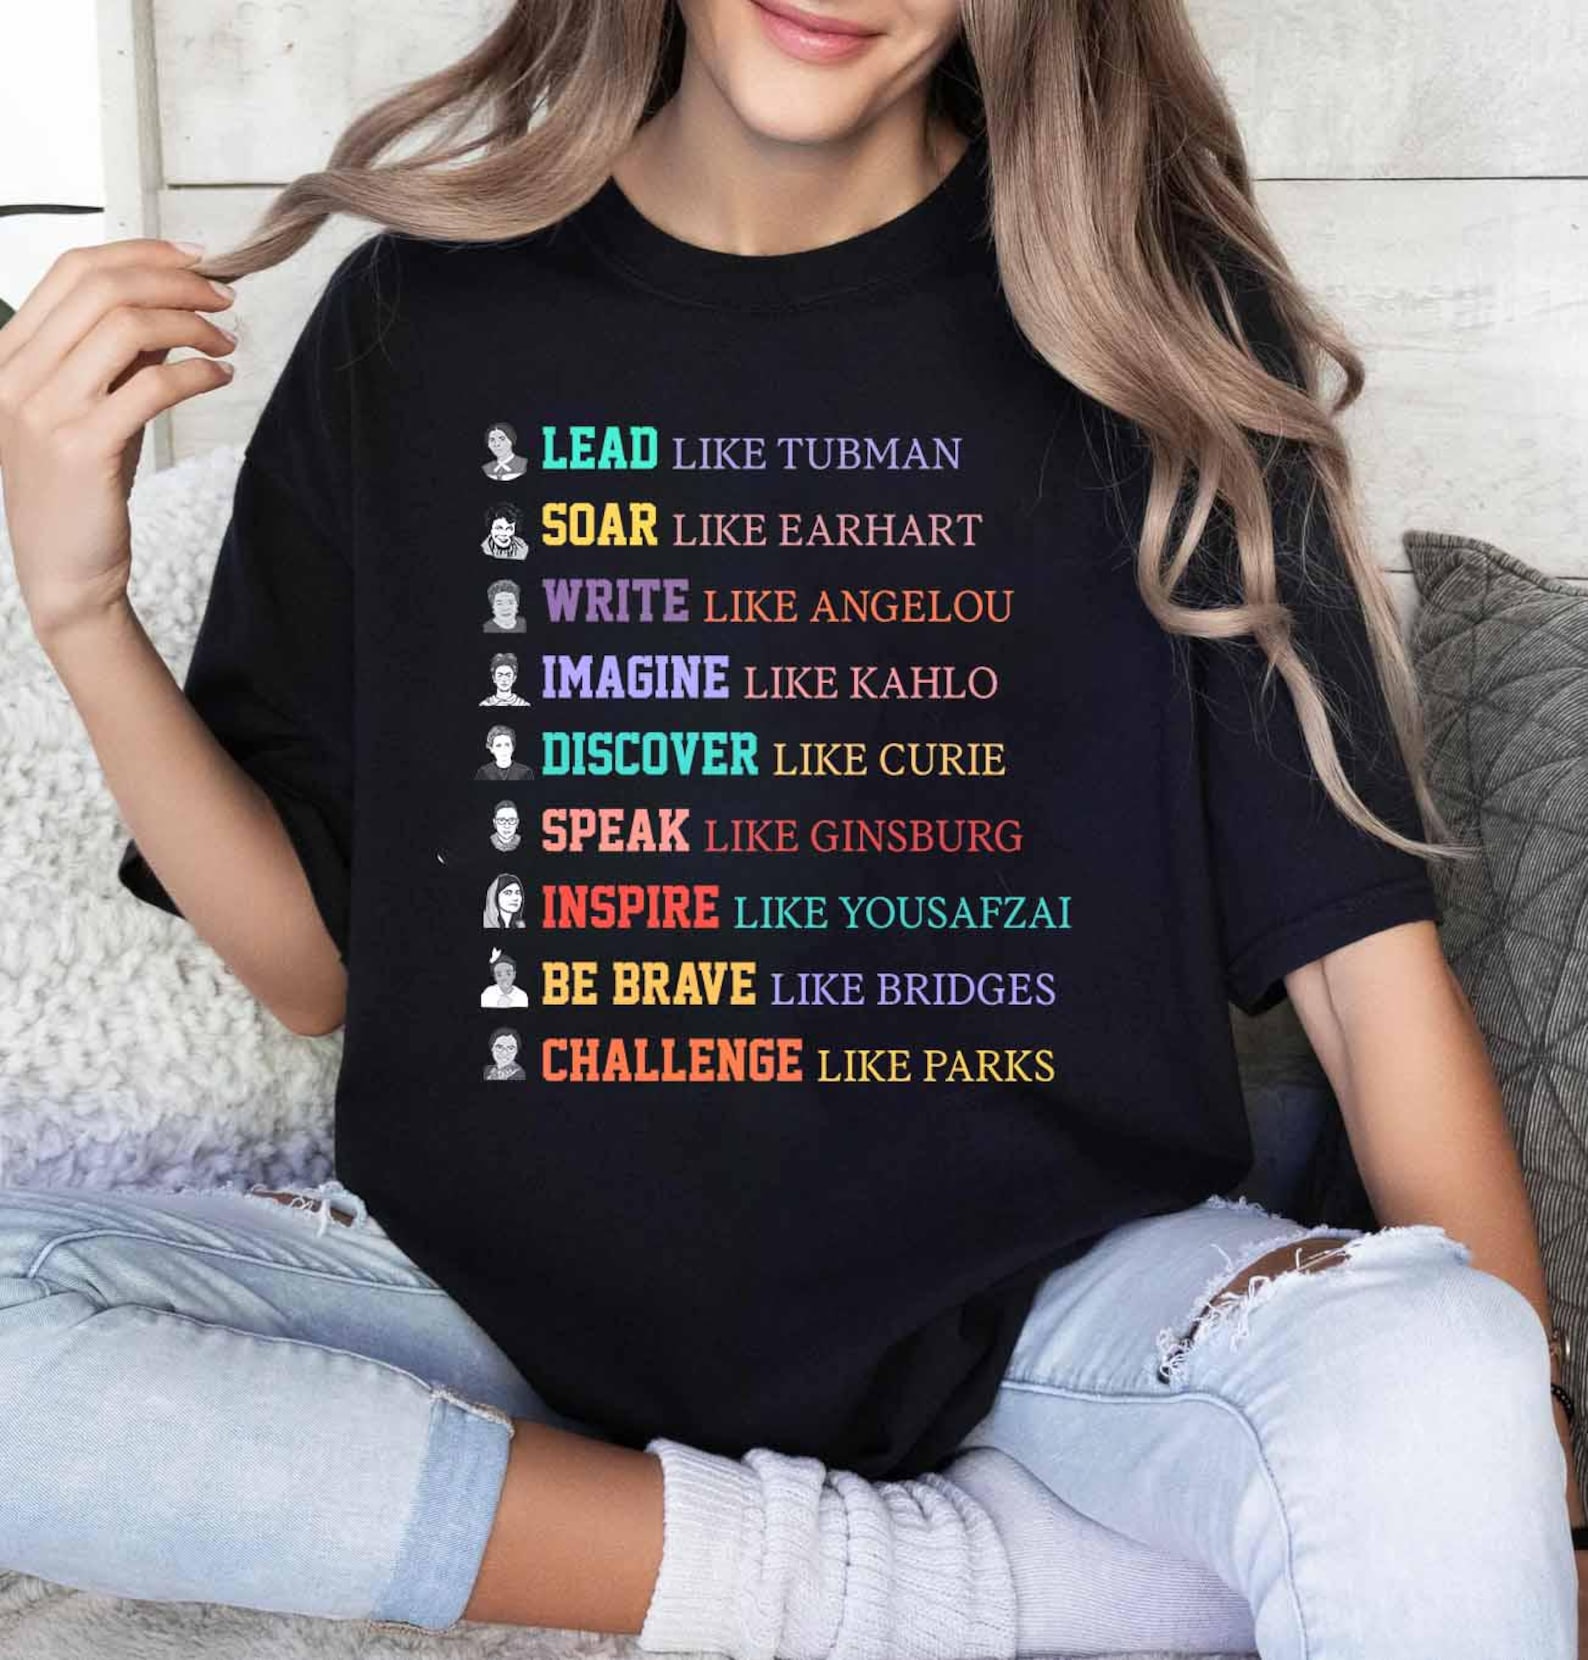 LEAD LIKE TUBMAN
SOAR LIKE EARHART
WRITE LIKE ANGELOU
IMAGINE LIKE KAHLO
DISCOVER LIKE CURIE
SPEAK LIKE GINSBURG
INSPIRE LIKE YOUSAFZAI
BE BRAVE LIKE BRIDGES
CHALLENGE LIKE PARKS